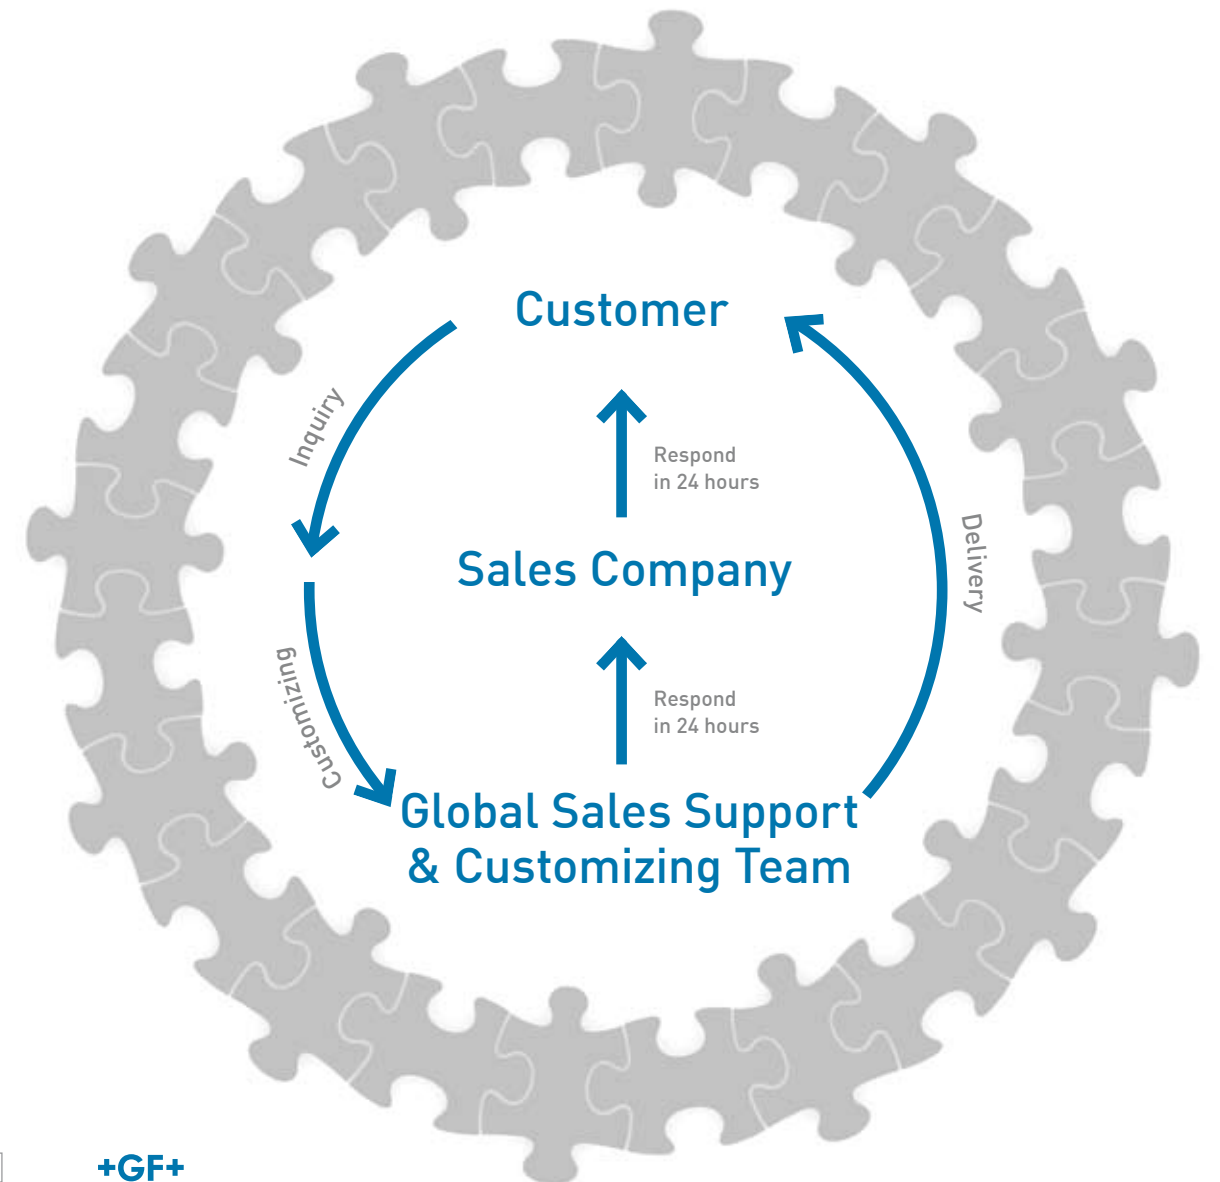 Customer
Inquiry
Respond
in 24 hours
Delivery
Sales Company
Customizing
Respond
in 24 hours
Global Sales Support
& Customizing Team
+GF+